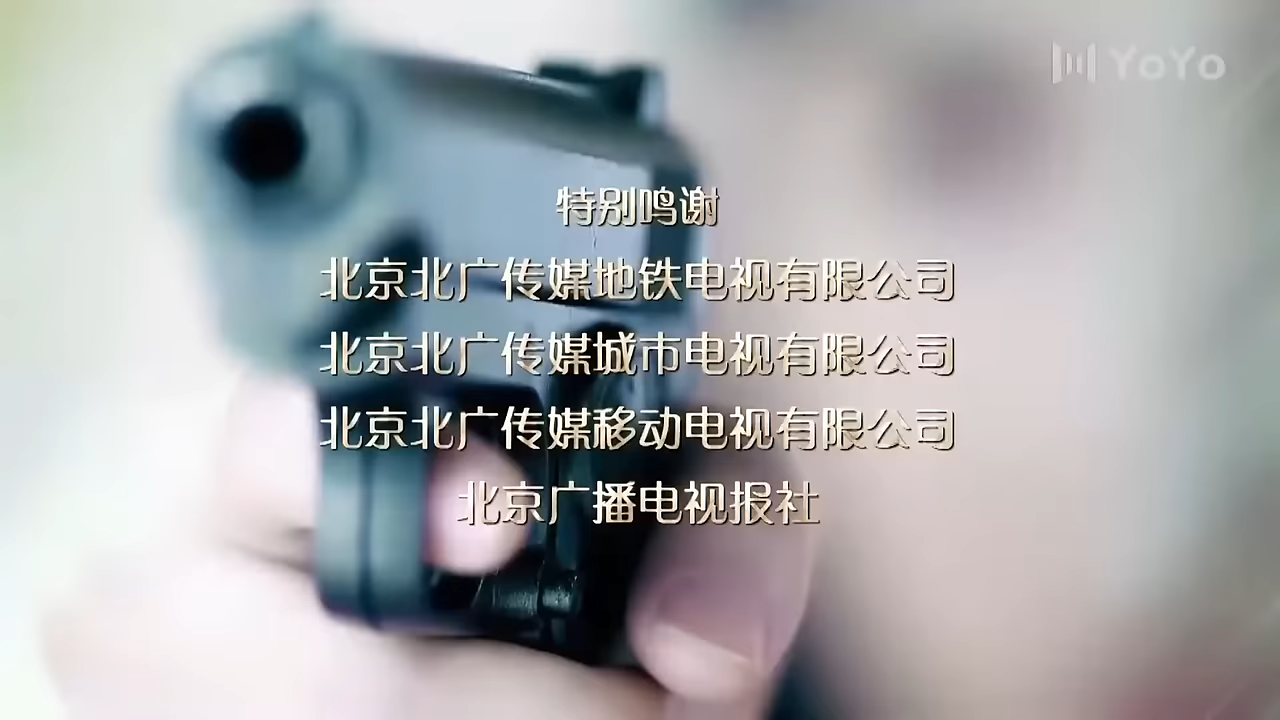 YoYo
特别鸣谢
北京北广传媒地铁电视有限公司
北京北广传媒城市电视有限公司
北京北广传媒移动电视有限公司
北京广播电视报社